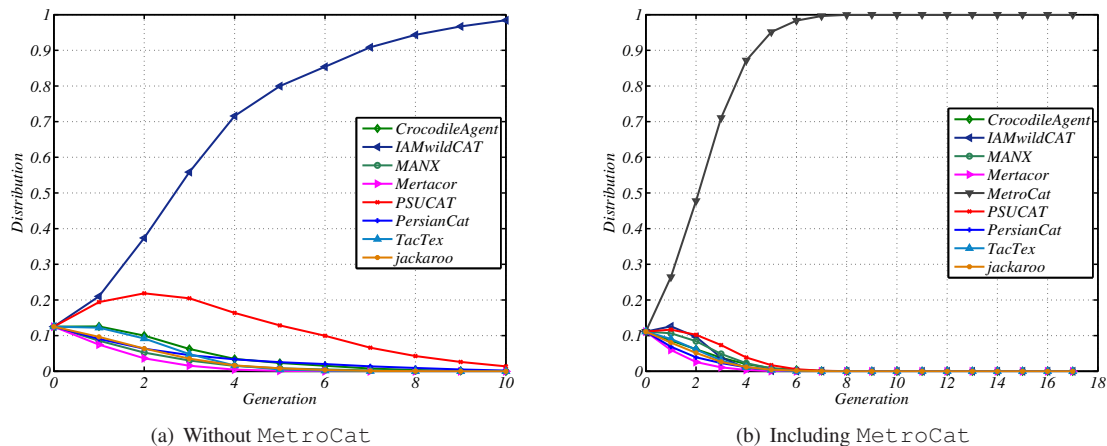 1
0.9
0.8
0.7
0.6
0.5
0.4
0.3
0.2
0.1
0
Distribution
0 2 4 6 8 10
Generation
CrocodileAgent
IAMwildCAT
MANX
Mertacor
PSUCAT
PersianCat
TacTex
jackaroo
(a) Without MetroCat
1
0.9
0.8
0.7
0.6
0.5
0.4
0.3
0.2
0.1
0
Distribution
0 2 4 6 8 10 12 14 16 18
Generation
CrocodileAgent
IAMwildCAT
MANX
Mertacor
MetroCat
PSUCAT
PersianCat
TacTex
jackaroo
(b) Including MetroCat